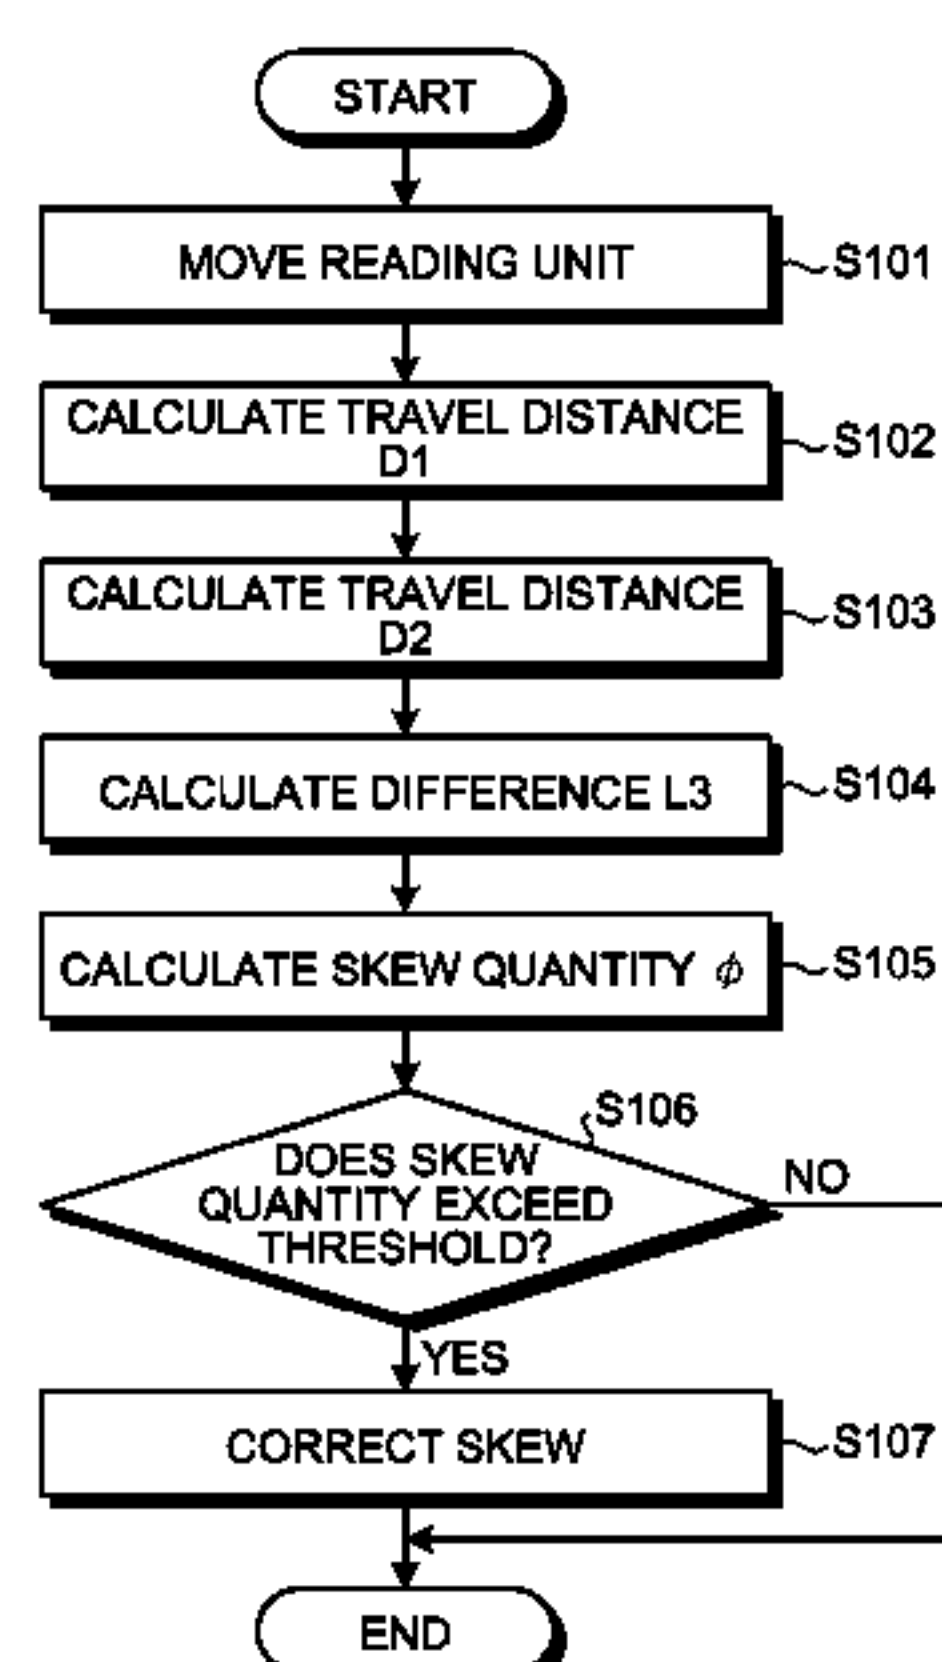 START
MOVE READING UNIT
S101
CALCULATE TRAVEL DISTANCE
D1
S102
CALCULATE TRAVEL DISTANCE
D2
S103
CALCULATE DIFFERENCE L3
S104
CALCULATE SKEW QUANTITY ϕ
S105
S106
DOES SKEW
QUANTITY EXCEED
THRESHOLD?
NO
YES
CORRECT SKEW
S107
END